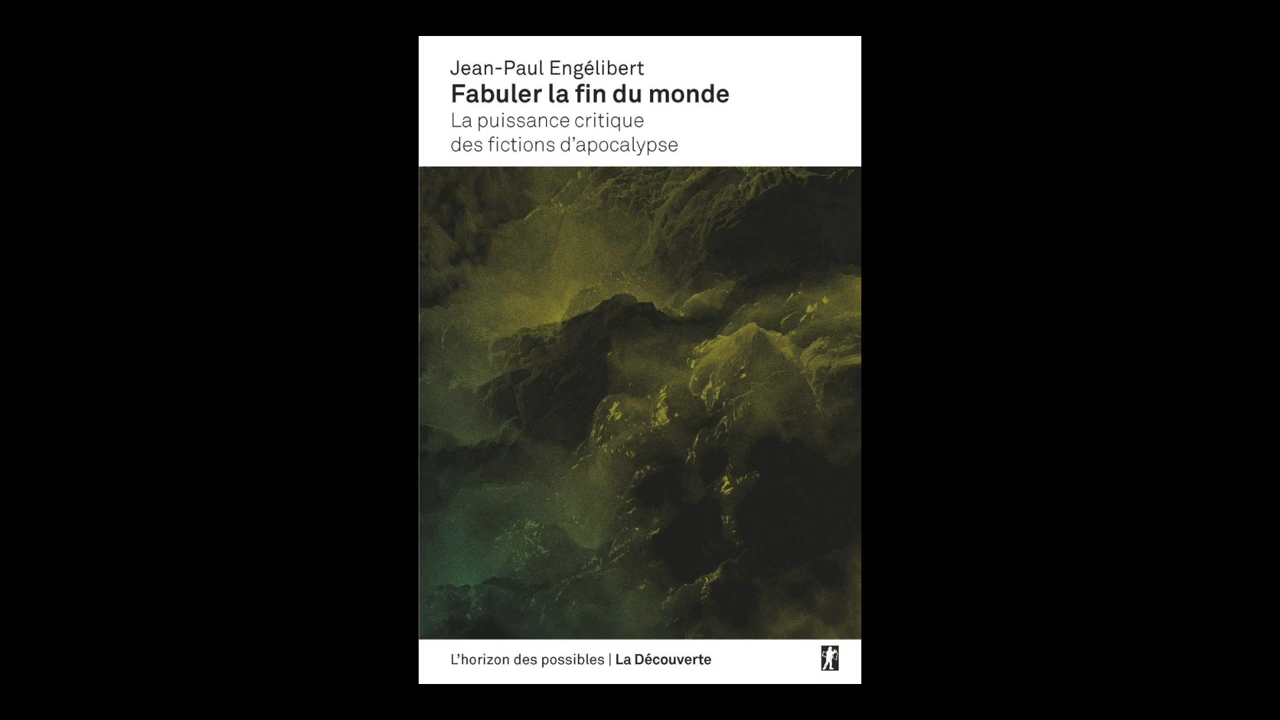 Jean-Paul Engélibert
Fabuler la fin du monde
La puissance critique
des fictions d'apocalypse
L'horizon des possibles | La Découverte